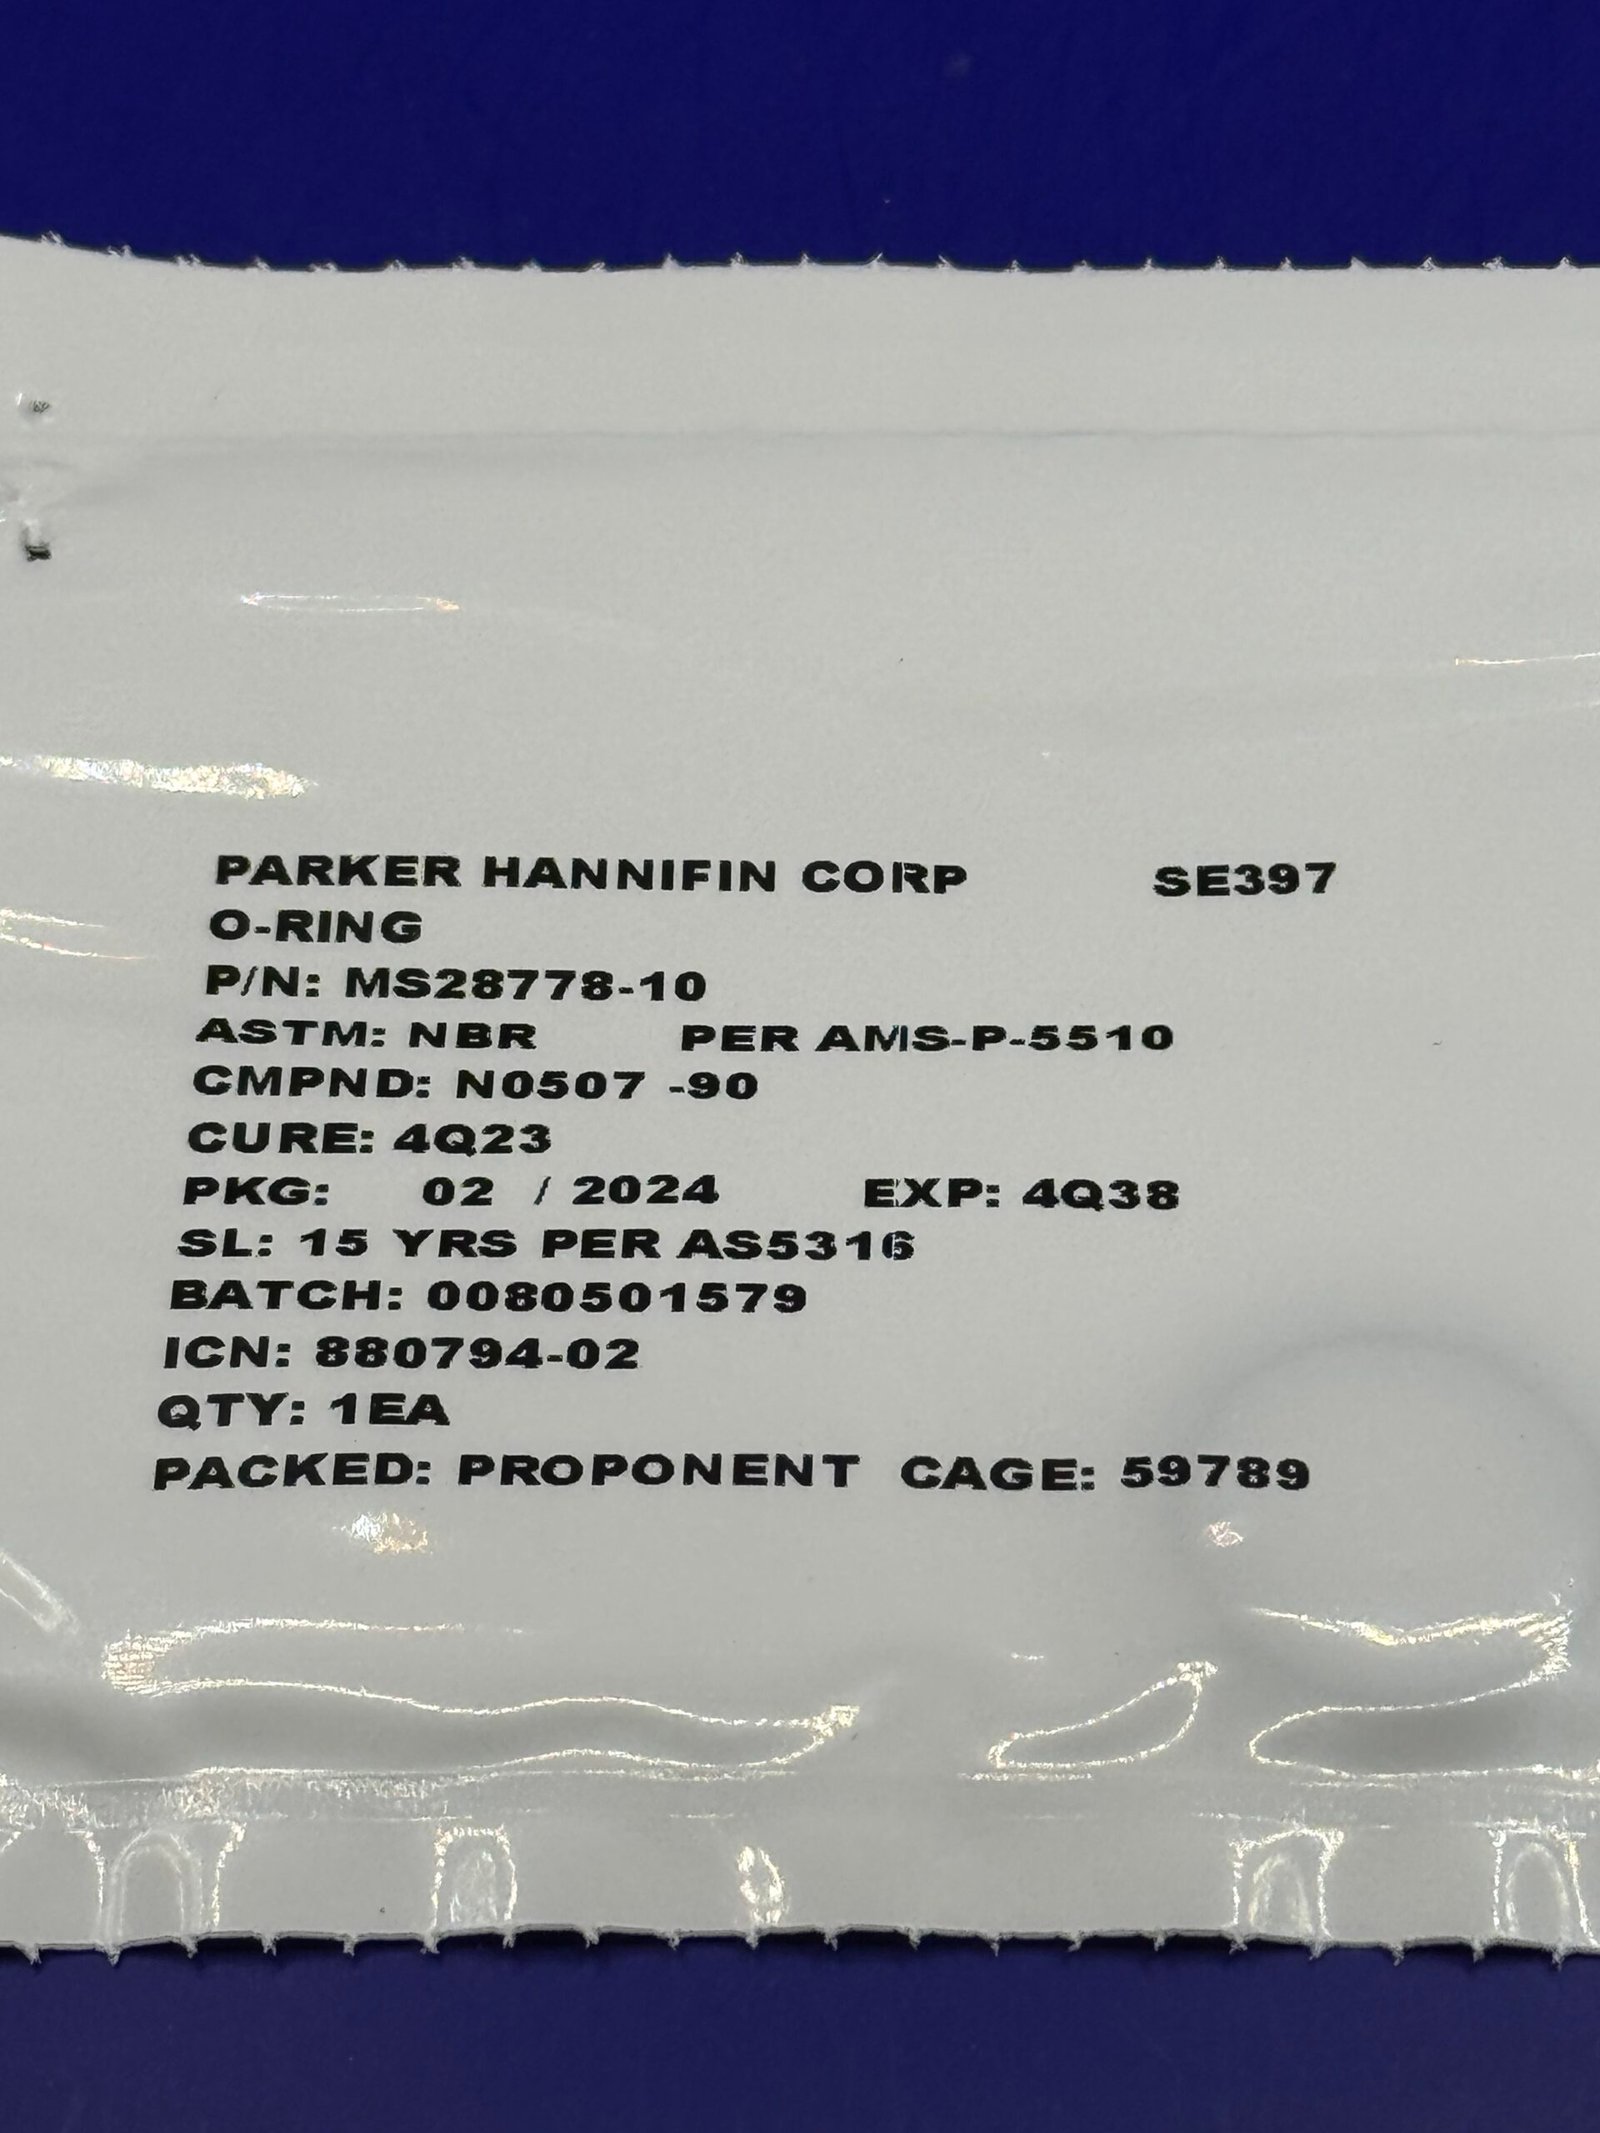 PARKER HANNIFIN CORP SE397
O-RING
P/N: MS28778-10
ASTM: NBR PER AMS-P-5510
CMPND: N0507 -90
CURE: 4Q23
PKG: 02 / 2024 EXP: 4Q38
SL: 15 YRS PER AS5316
BATCH: 0080501579
ICN: 880794-02
QTY: 1EA
PACKED: PROPONENT CAGE: 59789